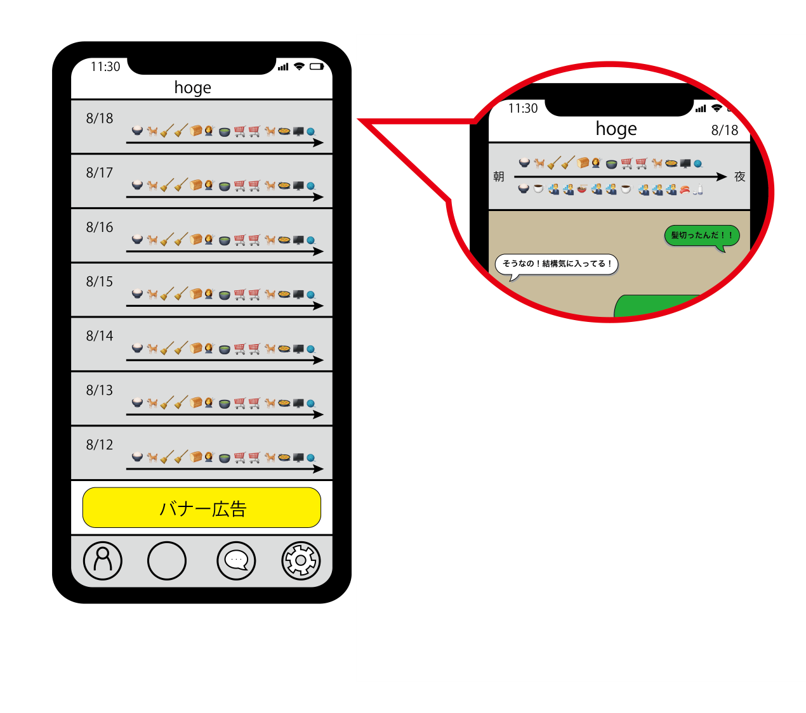 11:30
hoge
8/18
8/17
8/16
8/15
8/14
8/13
8/12
バナー広告
11:30
hoge
8/18
朝
夜
髪切ったんだ！！
そうなの！結構気に入ってる！